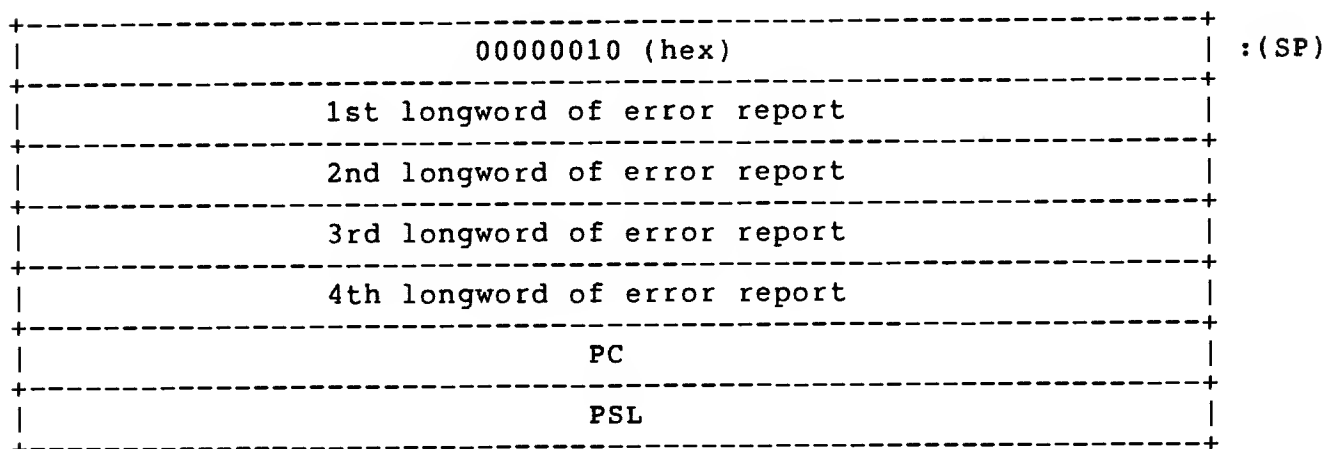 00000010 (hex) :(SP)
1st longword of error report
2nd longword of error report
3rd longword of error report
4th longword of error report
PC
PSL